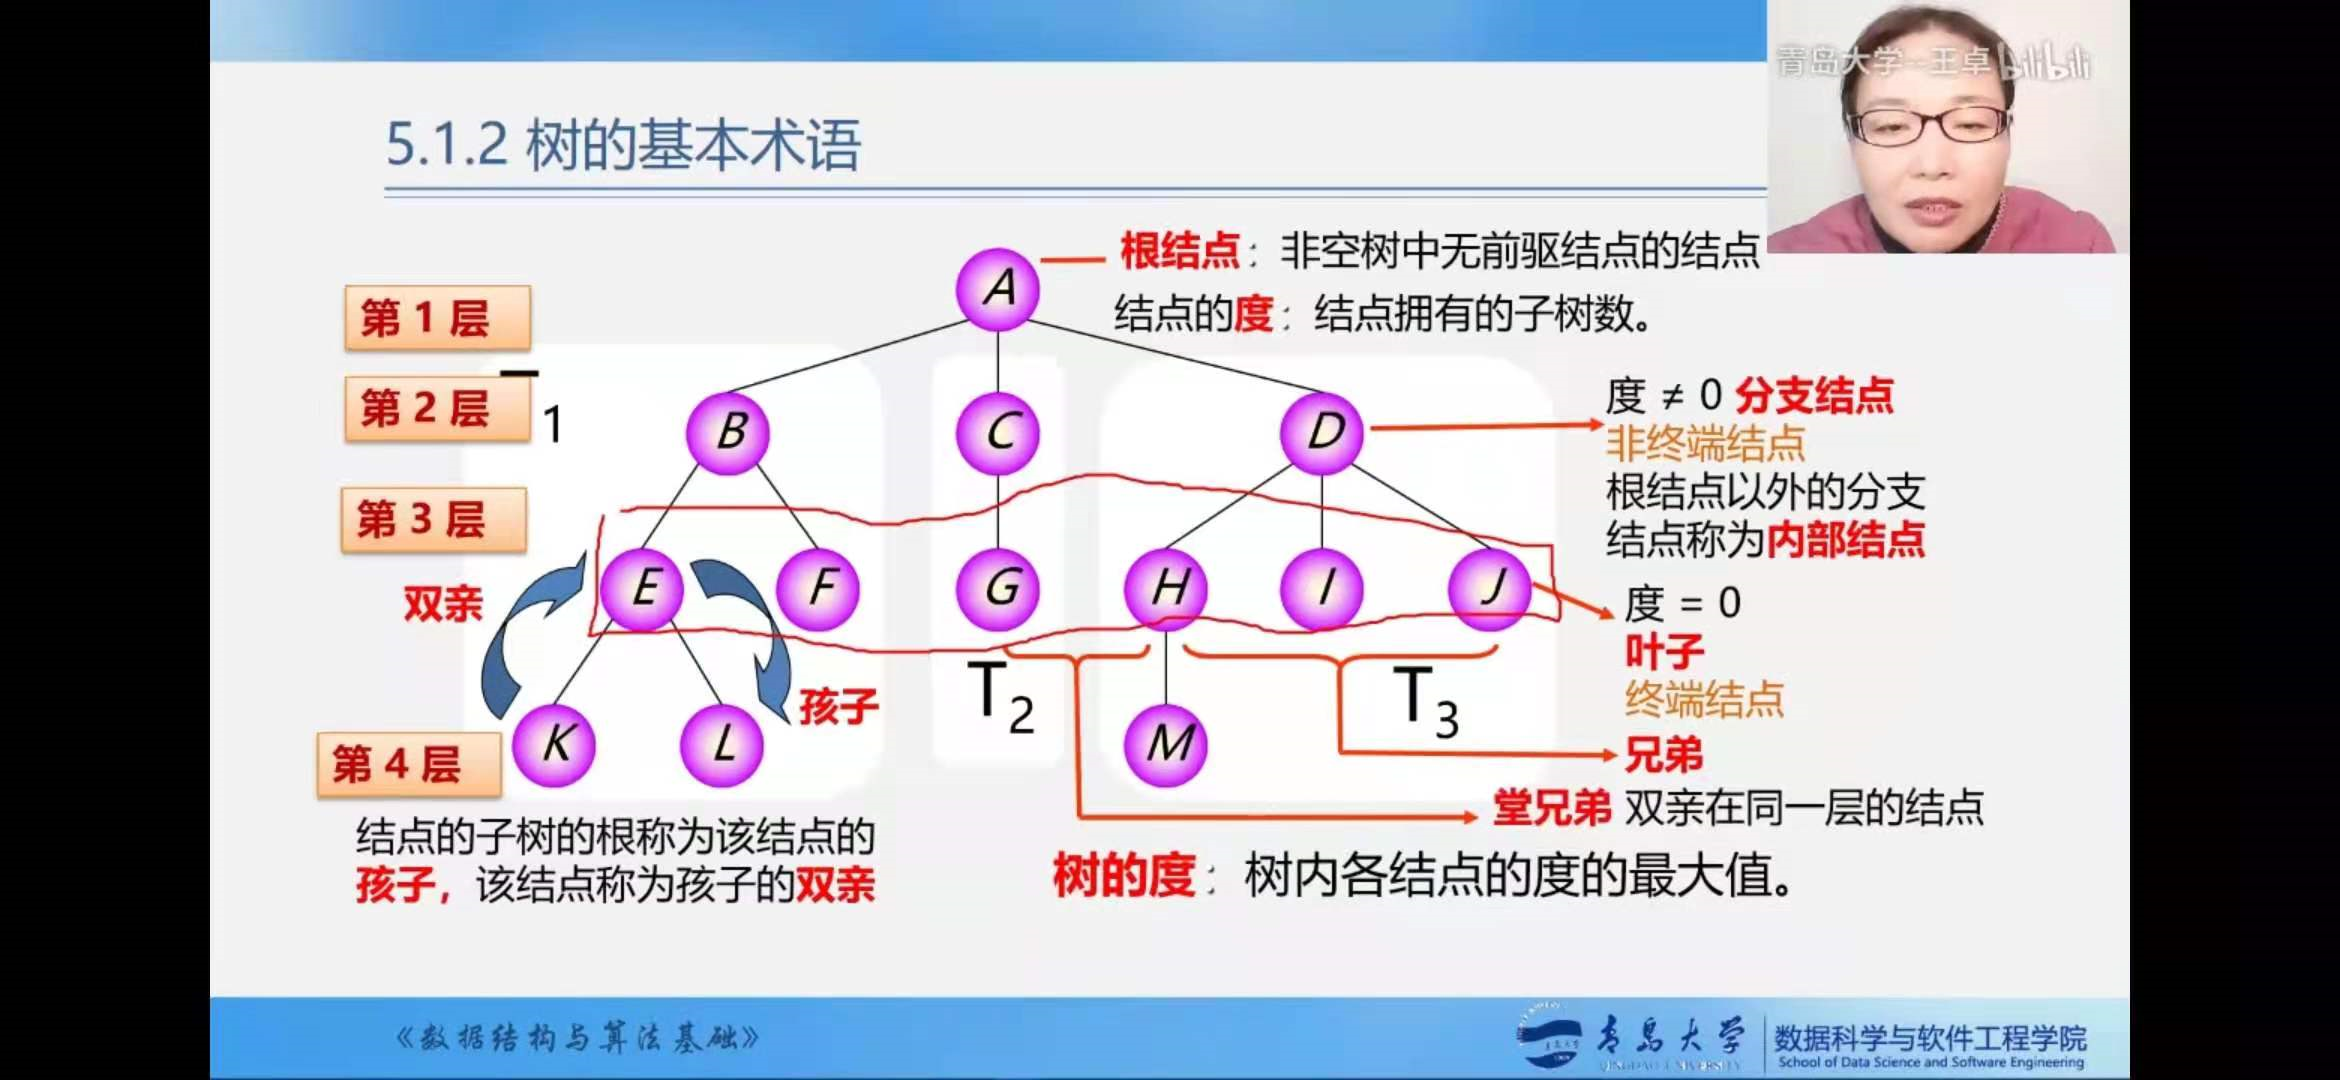 青岛大学--王卓 bilibili
5.1.2 树的基本术语
根结点：非空树中无前驱结点的结点
结点的度：结点拥有的子树数。
A
第 1 层
第 2 层
1
B
C
D
度 ≠ 0 分支结点
非终端结点
根结点以外的分支
结点称为内部结点
第 3 层
双亲
E
F
G
H
I
J
度 = 0
叶子
终端结点
孩子
T2
T3
第 4 层
K
L
M
兄弟
堂兄弟 双亲在同一层的结点
结点的子树的根称为该结点的
孩子，该结点称为孩子的双亲
树的度：树内各结点的度的最大值。
《数据结构与算法基础》
青岛大学
QINGDAO UNIVERSITY
数据科学与软件工程学院
School of Data Science and Software Engineering